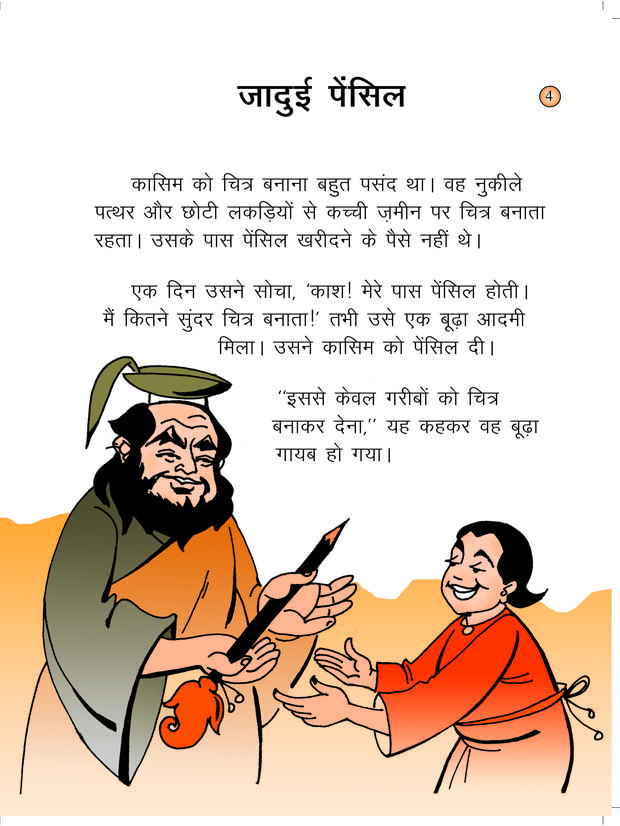 जादुई पेंसिल
4
कासिम को चित्र बनाना बहुत पसंद था। वह नुकीले
पत्थर और छोटी लकड़ियों से कच्ची ज़मीन पर चित्र बनाता
रहता। उसके पास पेंसिल खरीदने के पैसे नहीं थे।
एक दिन उसने सोचा, ‘काश! मेरे पास पेंसिल होती।
मैं कितने सुंदर चित्र बनाता!’ तभी उसे एक बूढ़ा आदमी
मिला। उसने कासिम को पेंसिल दी।
‘‘इससे केवल गरीबों को चित्र
बनाकर देना,’’ यह कहकर वह बूढ़ा
गायब हो गया।